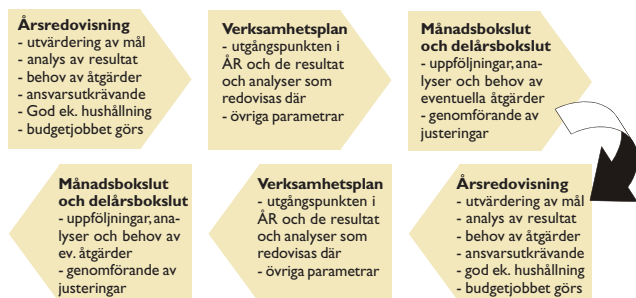 Årsredovisning
- utvärdering av mål
- analys av resultat
- behov av åtgärder
- ansvarsutkrävande
- God ek. hushållning
- budgetjobbet görs
Verksamhetsplan
- utgångspunkten i
ÅR och de resultat
och analyser som
redovisas där
- övriga parametrar
Månadsbokslut
och delårsbokslut
- uppföljningar,ana-
lyser och behov av
eventuella åtgärder
- genomförande av
justeringar
Månadsbokslut
och delårsbokslut
- uppföljningar,ana-
lyser och behov av
ev. åtgärder
- genomförande av
justeringar
Verksamhetsplan
- utgångspunkten i
ÅR och de resultat
och analyser som
redovisas där
- övriga parametrar
Årsredovisning
- utvärdering av mål
- analys av resultat
- behov av åtgärder
- ansvarsutkrävande
- god ek. hushållning
- budgetjobbet görs